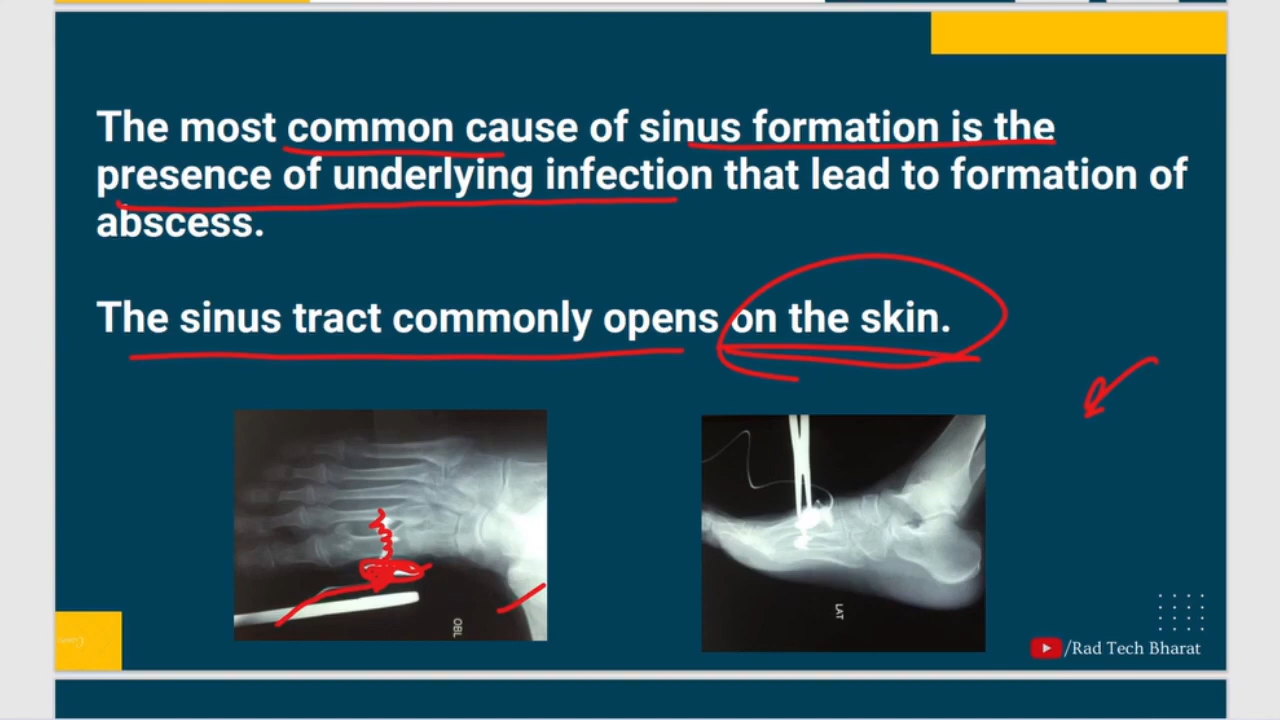 The most common cause of sinus formation is the
presence of underlying infection that lead to formation of
abscess.
The sinus tract commonly opens on the skin.
OBL
LAT
/Rad Tech Bharat